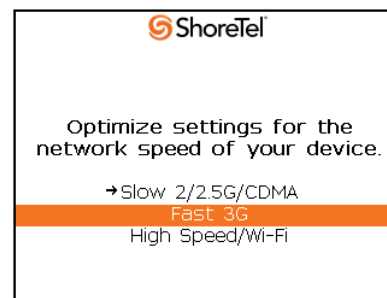 ShoreTel
Optimize settings for the
network speed of your device.
➔Slow 2/2.5G/CDMA
Fast 3G
High Speed/Wi-Fi